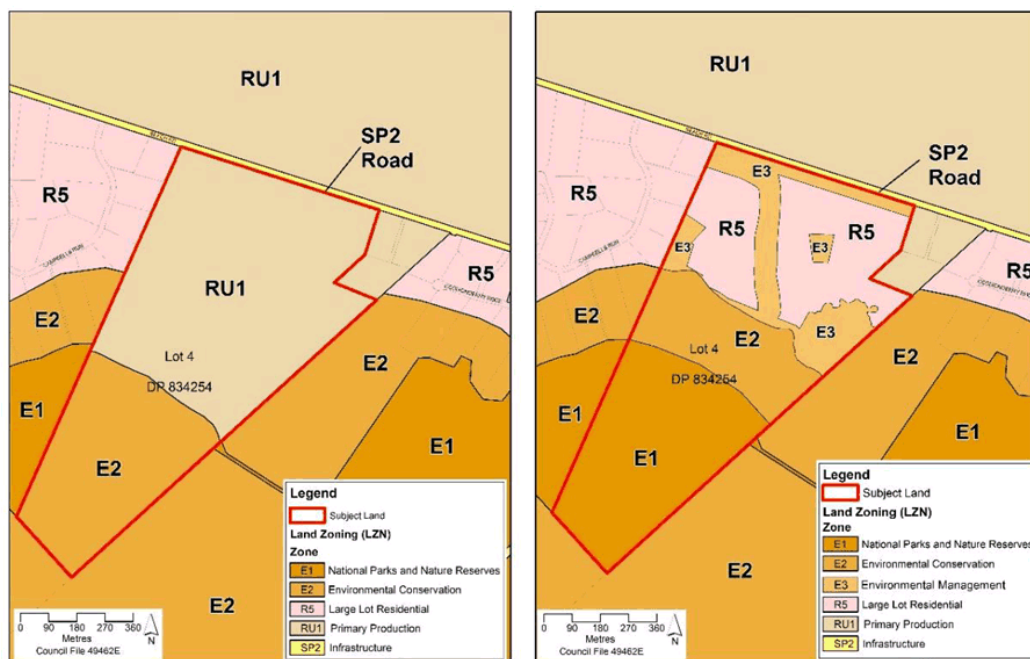 RU1
SP2
Road
R5
RU1
R5
E2
E2
Lot 4
DP 834254
E1
E1
E2
E2
Legend
Subject Land
Land Zoning (LZN)
Zone
E1 National Parks and Nature Reserves
E2 Environmental Conservation
R5 Large Lot Residential
RU1 Primary Production
SP2 Infrastructure
0 90 180 270 360
Metres
N
Council File 49462E
RU1
SP2
Road
E3
R5
R5
R5
E3
E3
R5
E2
E3
E2
E2
Lot 4
DP 834254
E1
E1
E2
Legend
Subject Land
Land Zoning (LZN)
Zone
E1 National Parks and Nature Reserves
E2 Environmental Conservation
E3 Environmental Management
R5 Large Lot Residential
RU1 Primary Production
SP2 Infrastructure
0 90 180 270 360
Metres
N
Council File 49462E